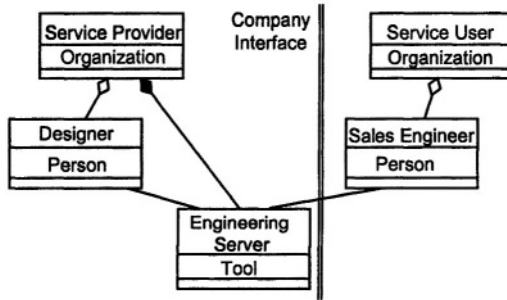 Service Provider
Organization
Company
Interface
Service User
Organization
Designer
Person
Sales Engineer
Person
Engineering
Server
Tool